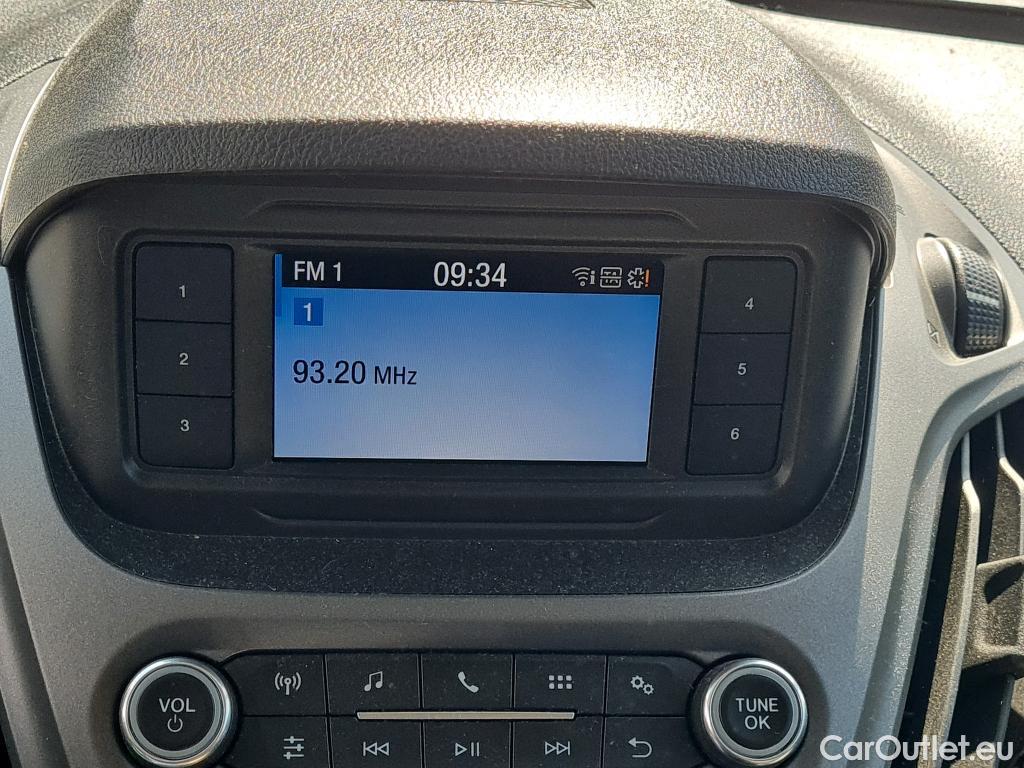 FM 1 09:34 TA
1
93.20 MHz
1
2
3
4
5
6
VOL
TUNE
OK
CarOutlet.eu